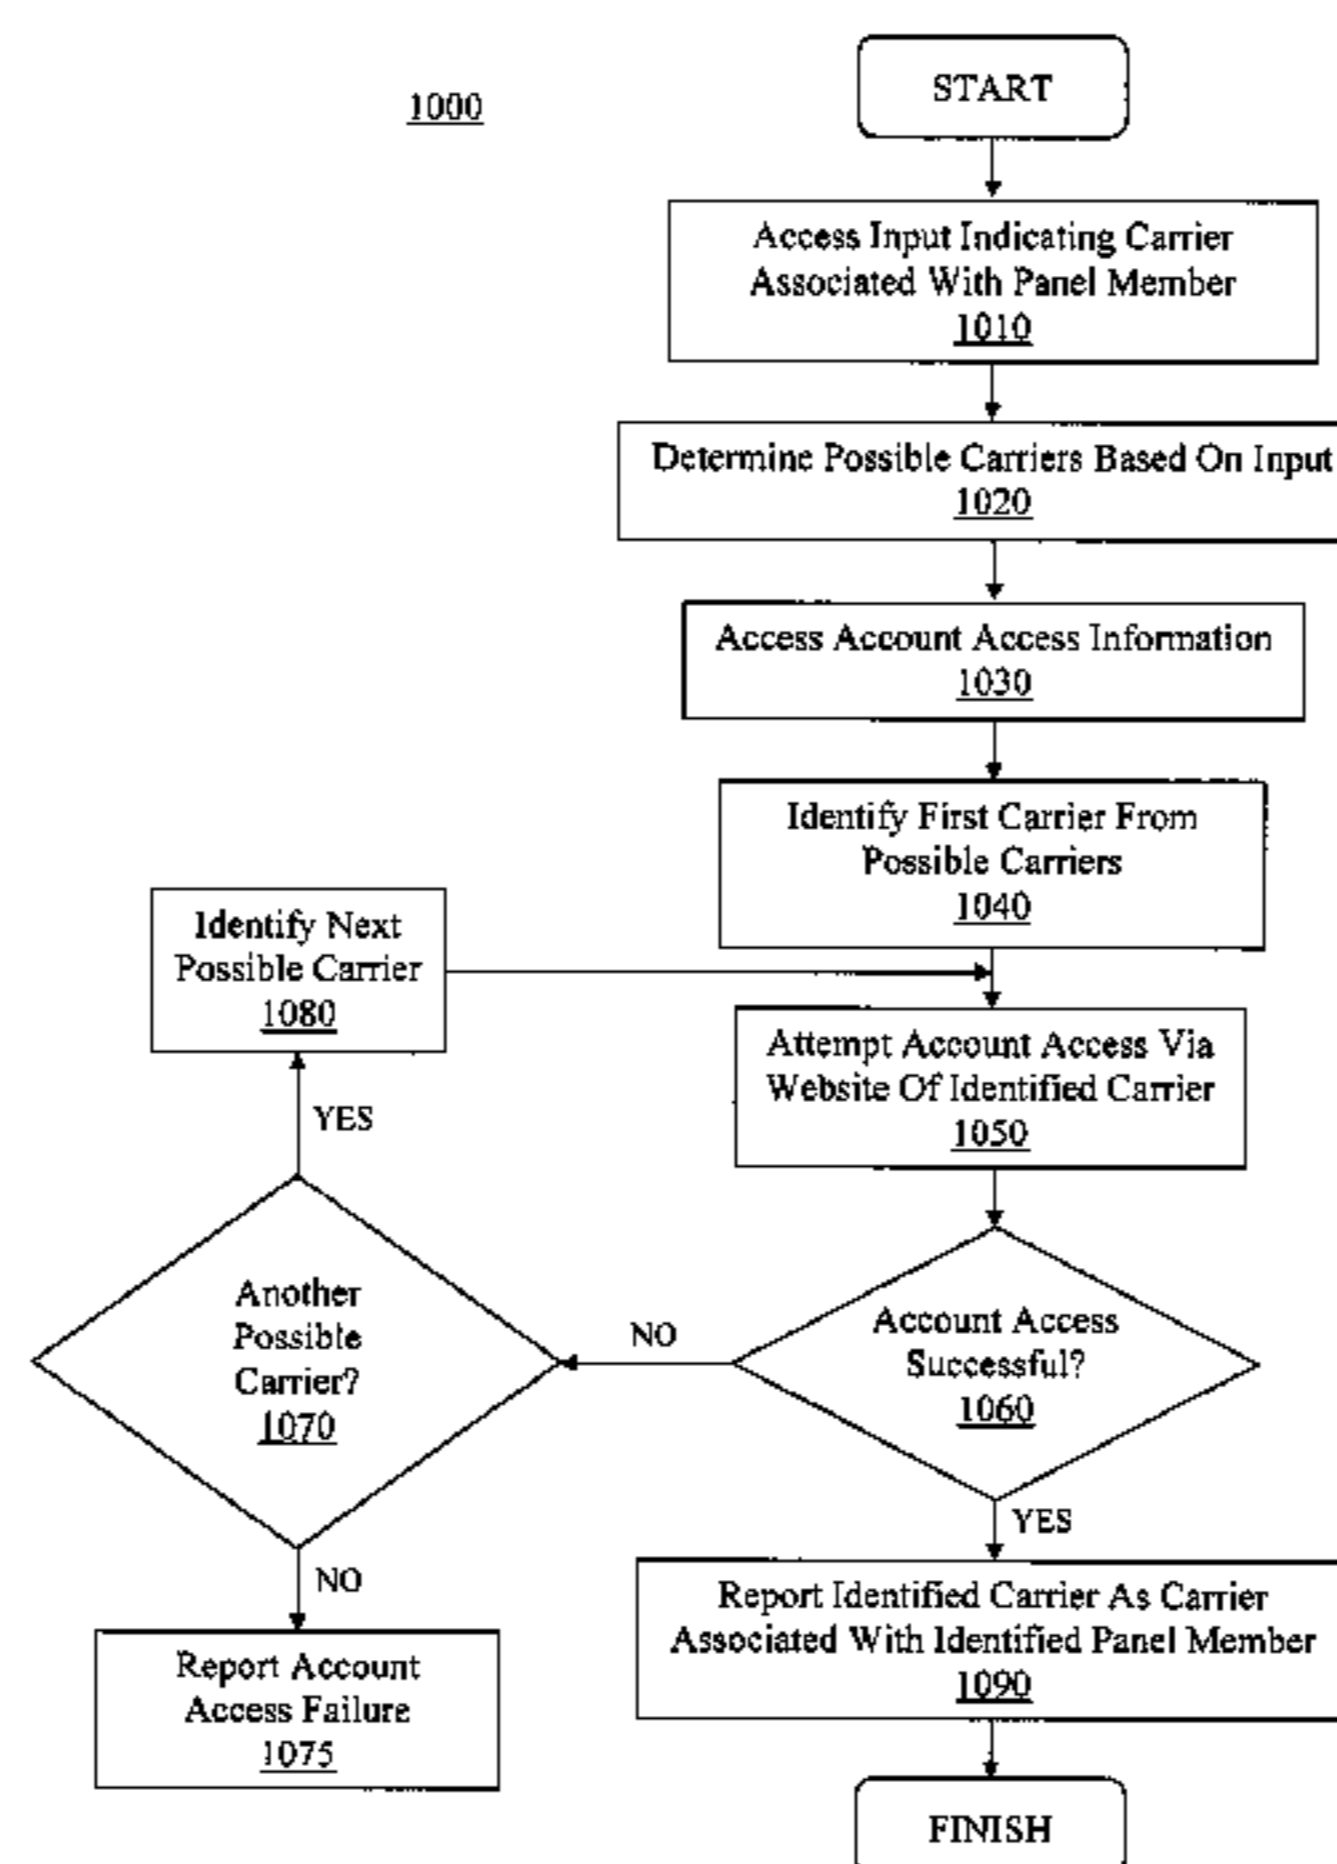 1000
START
Access Input Indicating Carrier
Associated With Panel Member
1010
Determine Possible Carriers Based On Input
1020
Access Account Access Information
1030
Identify First Carrier From
Possible Carriers
1040
Identify Next
Possible Carrier
1080
Attempt Account Access Via
Website Of Identified Carrier
1050
YES
Another
Possible
Carrier?
1070
NO
Account Access
Successful?
1060
YES
NO
Report Identified Carrier As Carrier
Associated With Identified Panel Member
1090
Report Account
Access Failure
1075
FINISH